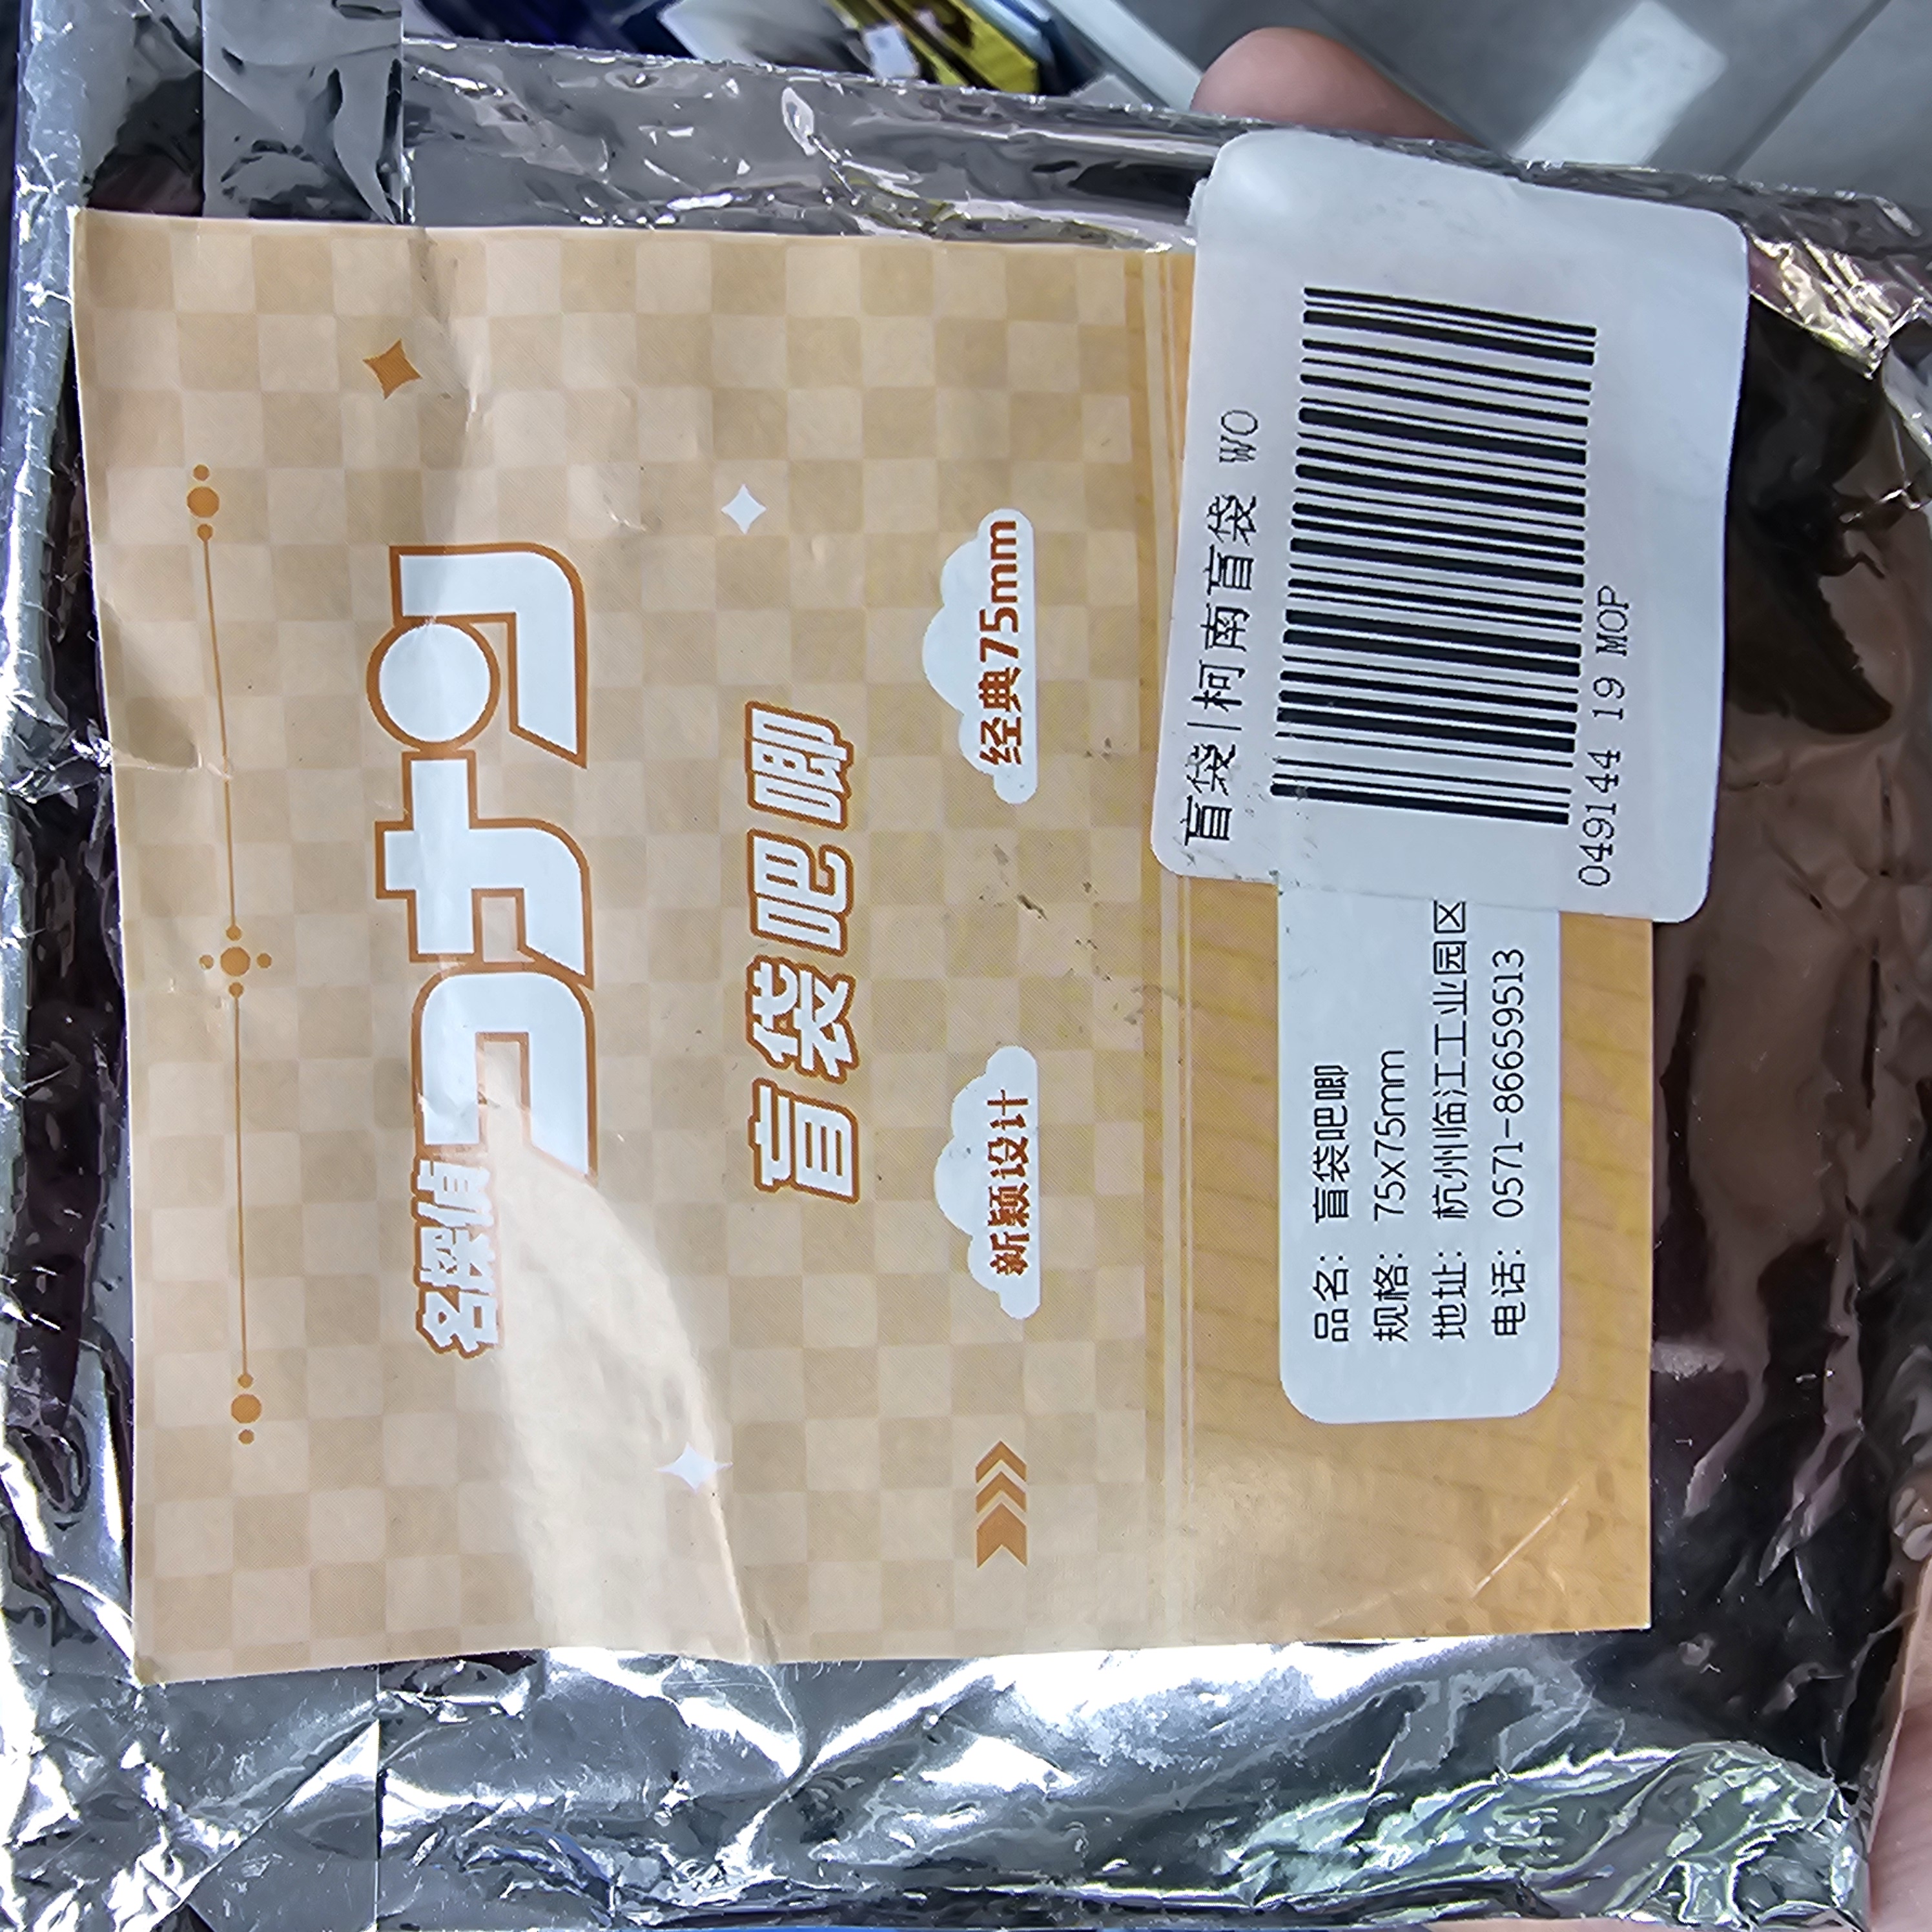 名探偵コナン
盲袋吧唧
新颖设计
经典75mm
盲袋|柯南盲袋 WO
049144 19 MOP
品名：盲袋吧唧
规格：75x75mm
地址：杭州临江工业园区
电话：0571-86659513